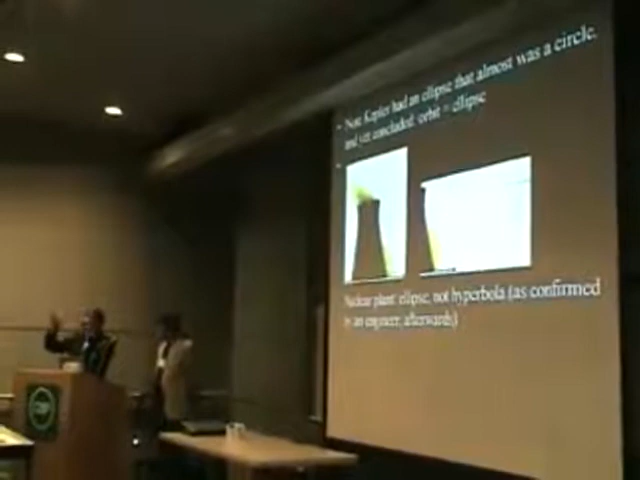 Note Kepler had an ellipse that almost was a circle.
and yet concluded: orbit = ellipse
Nuclear plant: ellipse, not hyperbola (as confirmed
by an engineer, afterwards)